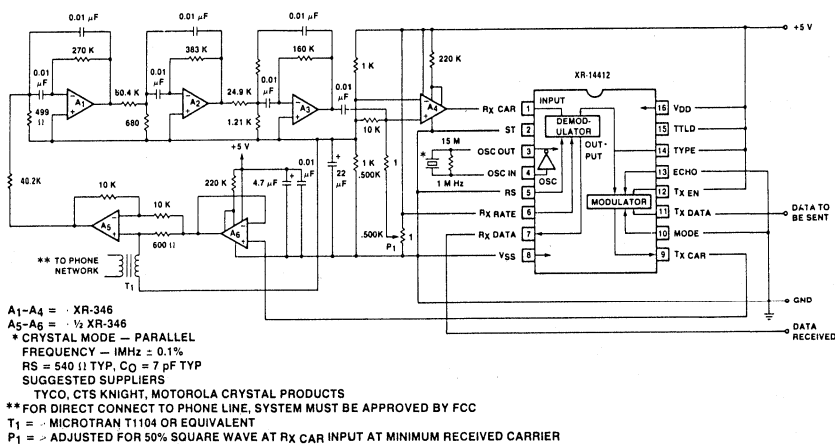 0.01 µF
0.01 µF
0.01 µF
+5 V
270 K
383 K
160 K
1 K
220 K
XR-14412
0.01 µF
0.01 µF
0.01 µF
0.01 µF
A1
80.4 K
A2
24.9 K
A3
A4
RX CAR
1
INPUT
16
VDD
499 Ω
680
1.21 K
10 K
ST
2
DEMOD-
ULATOR
15
TTLD
15 M
OSC OUT
3
OUT-
PUT
14
TYPE
*
OSC IN
4
OSC
13
ECHO
+5 V
1 MHz
RS
5
MODULATOR
12
TX EN
40.2K
10 K
220 K
4.7 µF
0.01 µF
22 µF
1 K
.500K
1
RX RATE
6
11
TX DATA
DATA TO
BE SENT
10 K
.500K
1
P1
RX DATA
7
10
MODE
A5
600 Ω
A6
VSS
8
9
TX CAR
** TO PHONE
NETWORK
T1
GND
DATA
RECEIVED
A1-A4 = XR-346
A5-A6 = ½ XR-346
* CRYSTAL MODE — PARALLEL
FREQUENCY — IMHz ± 0.1%
RS = 540 Ω TYP, CO = 7 pF TYP
SUGGESTED SUPPLIERS
TYCO, CTS KNIGHT, MOTOROLA CRYSTAL PRODUCTS
** FOR DIRECT CONNECT TO PHONE LINE, SYSTEM MUST BE APPROVED BY FCC
T1 = MICROTRAN T1104 OR EQUIVALENT
P1 = ADJUSTED FOR 50% SQUARE WAVE AT RX CAR INPUT AT MINIMUM RECEIVED CARRIER